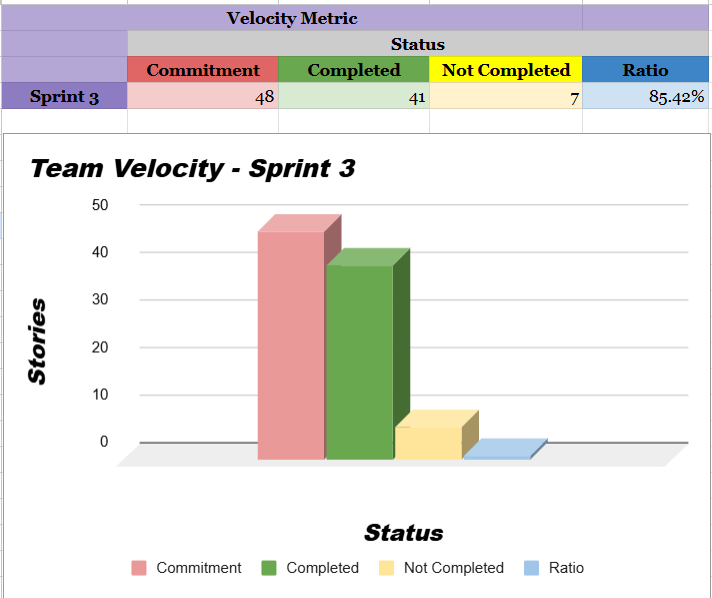 Velocity Metric
Status
Commitment Completed Not Completed Ratio
Sprint 3 48 41 7 85.42%
Team Velocity - Sprint 3
50
40
30
20
10
0
Stories
Status
Commitment Completed Not Completed Ratio